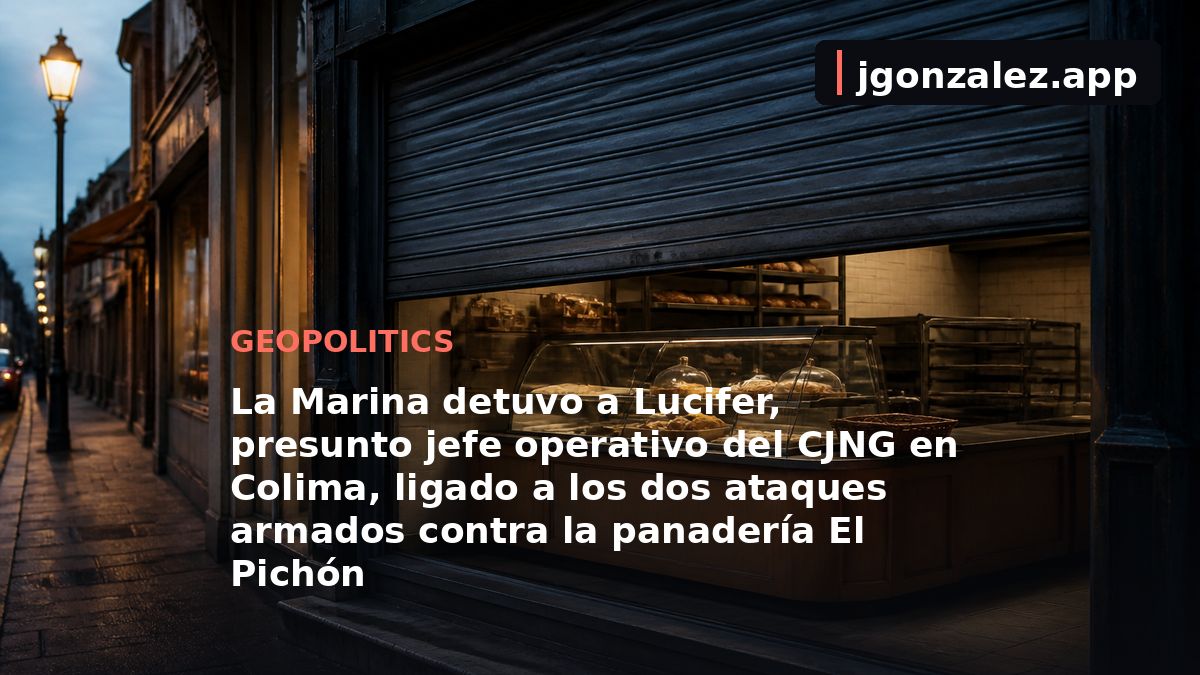 jgonzalez.app
GEOPOLITICS
La Marina detuvo a Lucifer,
presunto jefe operativo del CJNG en
Colima, ligado a los dos ataques
armados contra la panadería El
Pichón